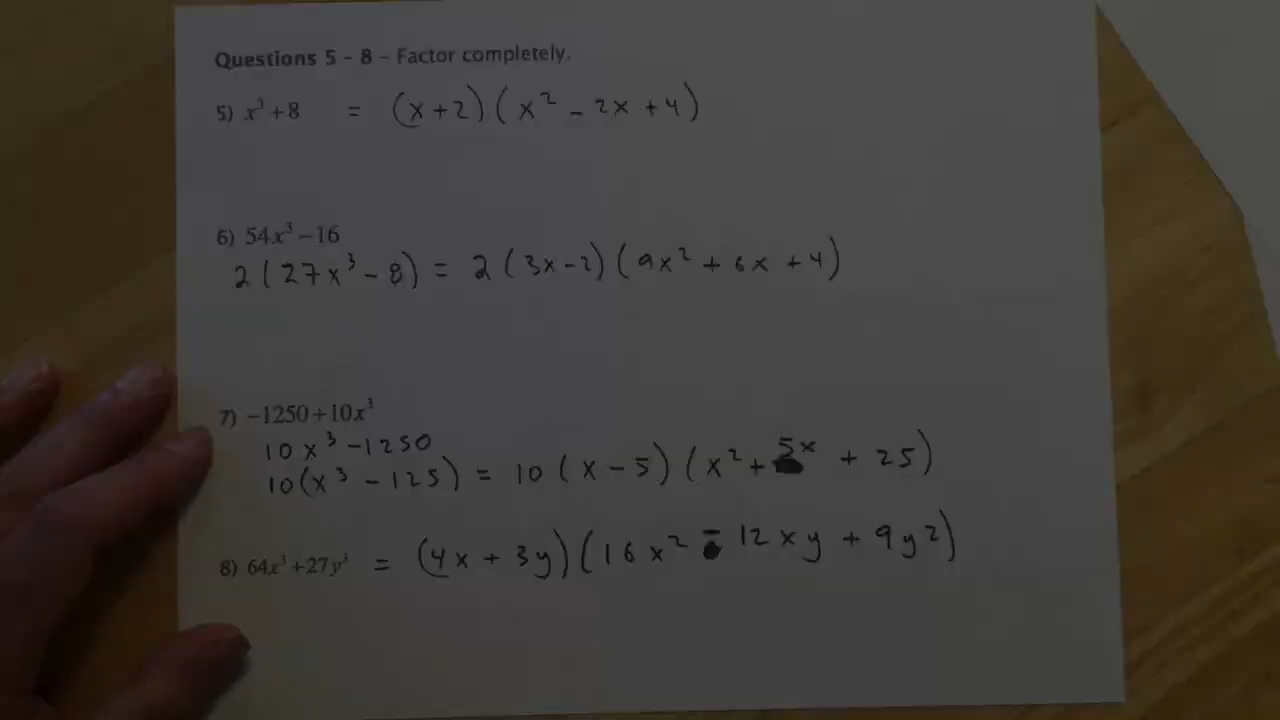 Questions 5 - 8 - Factor completely.
5) x³+8 = (x+2)(x² - 2x +4)
6) 54x³-16
2(27x³-8) = 2(3x-2)(9x² + 6x +4)
7) -1250+10x³
10x³-1250
10(x³ - 125) = 10(x-5)(x²+ 5x + 25)
8) 64x³+27y³ = (4x+3y)(16x² - 12xy + 9y²)